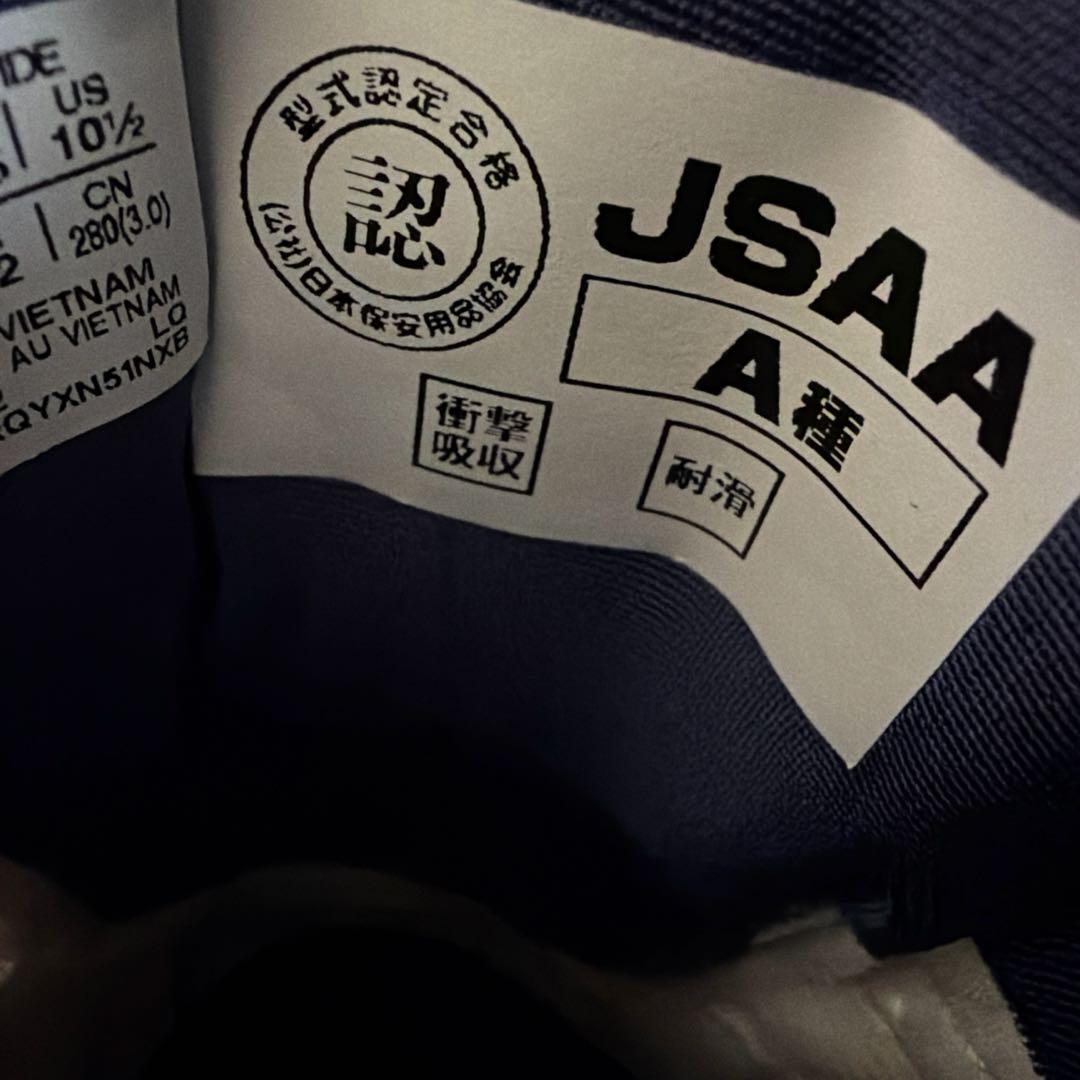 IDE
US
10½
CN
280(3.0)
2
VIETNAM
AU VIETNAM
LQ
QYXN51NXB
型式認定合格
認
(公社)日本保安用品協会
JSAA
A種
衝撃
吸収
耐滑